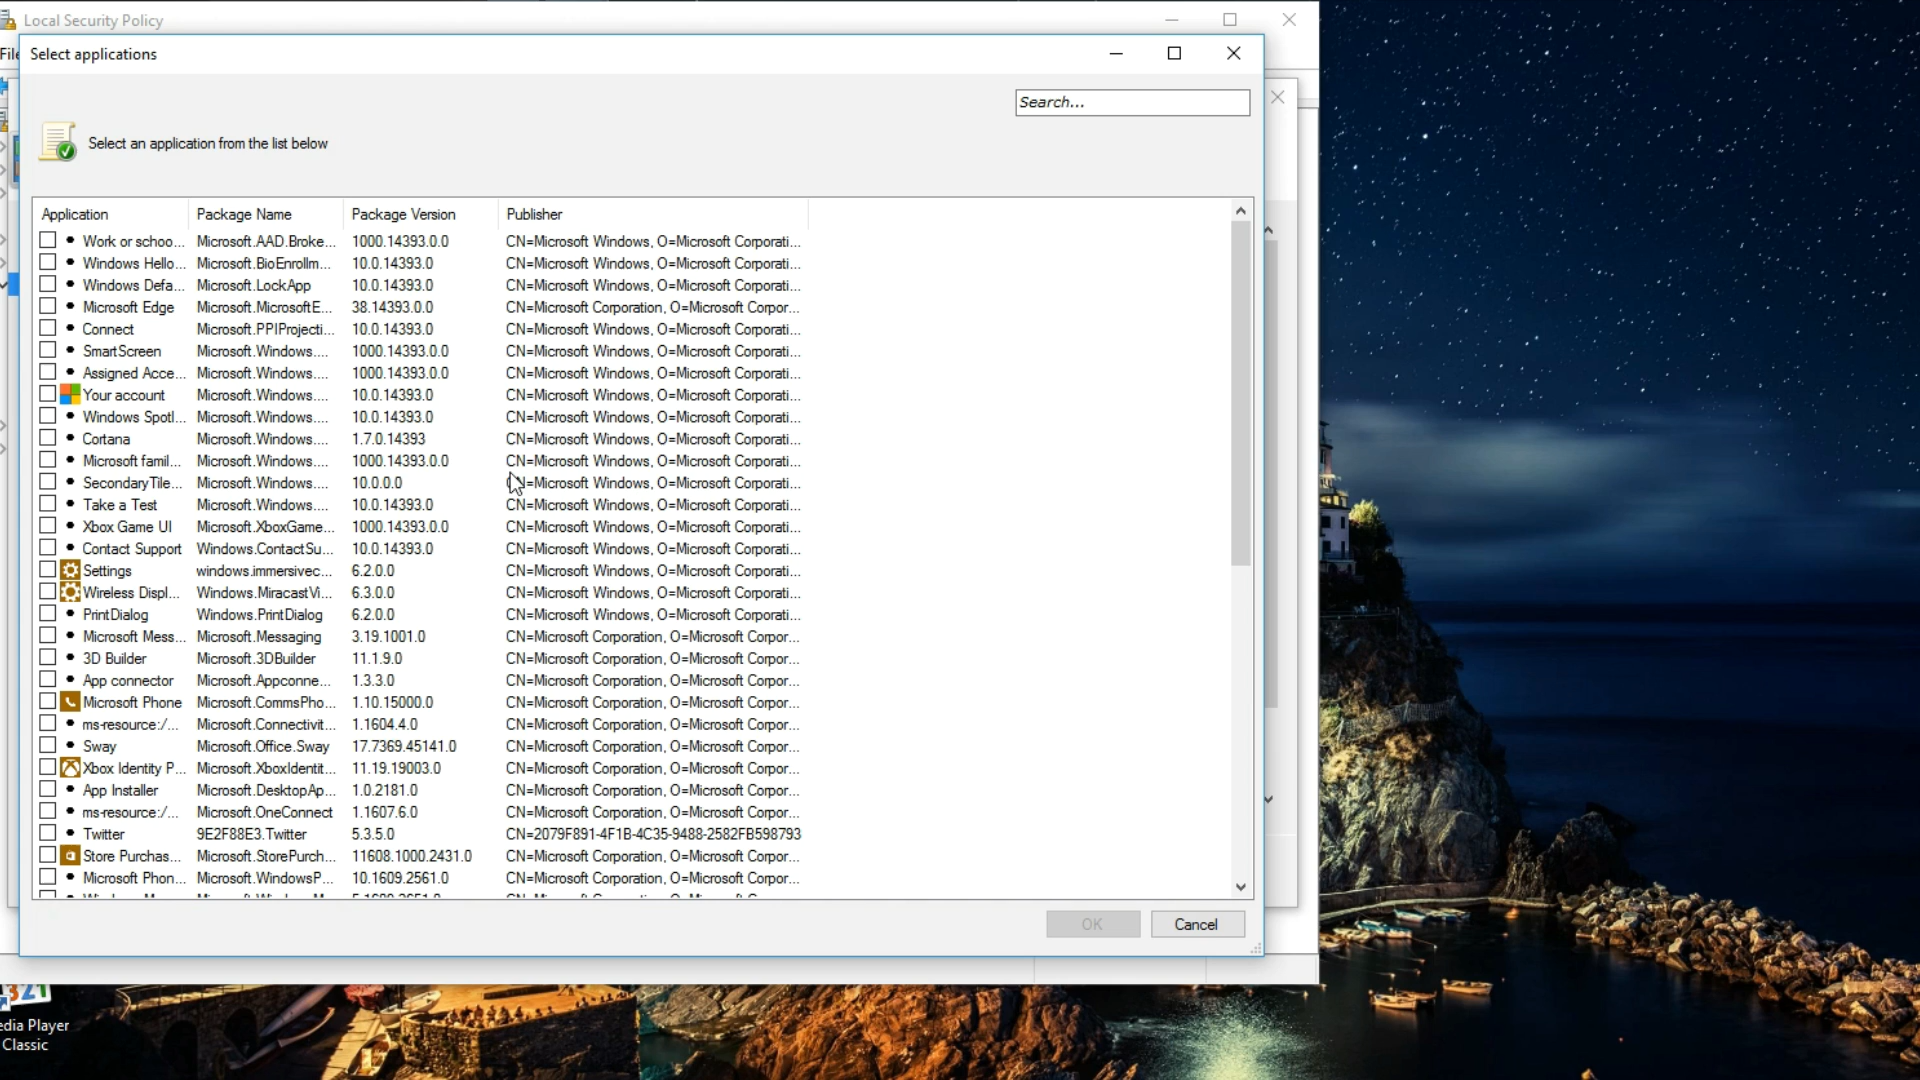 Local Security Policy
File
Select applications
Search...
Select an application from the list below
Application Package Name Package Version Publisher
Work or schoo... Microsoft.AAD.Broke... 1000.14393.0.0 CN=Microsoft Windows, O=Microsoft Corporati...
Windows Hello... Microsoft.BioEnrollm... 10.0.14393.0 CN=Microsoft Windows, O=Microsoft Corporati...
Windows Defa... Microsoft.LockApp 10.0.14393.0 CN=Microsoft Windows, O=Microsoft Corporati...
Microsoft Edge Microsoft.MicrosoftE... 38.14393.0.0 CN=Microsoft Corporation, O=Microsoft Corpor...
Connect Microsoft.PPIProjecti... 10.0.14393.0 CN=Microsoft Windows, O=Microsoft Corporati...
SmartScreen Microsoft.Windows.... 1000.14393.0.0 CN=Microsoft Windows, O=Microsoft Corporati...
Assigned Acce... Microsoft.Windows.... 1000.14393.0.0 CN=Microsoft Windows, O=Microsoft Corporati...
Your account Microsoft.Windows.... 10.0.14393.0 CN=Microsoft Windows, O=Microsoft Corporati...
Windows Spotl... Microsoft.Windows.... 10.0.14393.0 CN=Microsoft Windows, O=Microsoft Corporati...
Cortana Microsoft.Windows.... 1.7.0.14393 CN=Microsoft Windows, O=Microsoft Corporati...
Microsoft famil... Microsoft.Windows.... 1000.14393.0.0 CN=Microsoft Windows, O=Microsoft Corporati...
SecondaryTile... Microsoft.Windows.... 10.0.0.0 CN=Microsoft Windows, O=Microsoft Corporati...
Take a Test Microsoft.Windows.... 10.0.14393.0 CN=Microsoft Windows, O=Microsoft Corporati...
Xbox Game UI Microsoft.XboxGame... 1000.14393.0.0 CN=Microsoft Windows, O=Microsoft Corporati...
Contact Support Windows.ContactSu... 10.0.14393.0 CN=Microsoft Windows, O=Microsoft Corporati...
Settings windows.immersivec... 6.2.0.0 CN=Microsoft Windows, O=Microsoft Corporati...
Wireless Displ... Windows.MiracastVi... 6.3.0.0 CN=Microsoft Windows, O=Microsoft Corporati...
PrintDialog Windows.PrintDialog 6.2.0.0 CN=Microsoft Windows, O=Microsoft Corporati...
Microsoft Mess... Microsoft.Messaging 3.19.1001.0 CN=Microsoft Corporation, O=Microsoft Corpor...
3D Builder Microsoft.3DBuilder 11.1.9.0 CN=Microsoft Corporation, O=Microsoft Corpor...
App connector Microsoft.Appconne... 1.3.3.0 CN=Microsoft Corporation, O=Microsoft Corpor...
Microsoft Phone Microsoft.CommsPho... 1.10.15000.0 CN=Microsoft Corporation, O=Microsoft Corpor...
ms-resource:/... Microsoft.Connectivit... 1.1604.4.0 CN=Microsoft Corporation, O=Microsoft Corpor...
Sway Microsoft.Office.Sway 17.7369.45141.0 CN=Microsoft Corporation, O=Microsoft Corpor...
Xbox Identity P... Microsoft.XboxIdentit... 11.19.19003.0 CN=Microsoft Corporation, O=Microsoft Corpor...
App Installer Microsoft.DesktopAp... 1.0.2181.0 CN=Microsoft Corporation, O=Microsoft Corpor...
ms-resource:/... Microsoft.OneConnect 1.1607.6.0 CN=Microsoft Corporation, O=Microsoft Corpor...
Twitter 9E2F88E3.Twitter 5.3.5.0 CN=2079F891-4F1B-4C35-9488-2582FB598793
Store Purchas... Microsoft.StorePurch... 11608.1000.2431.0 CN=Microsoft Corporation, O=Microsoft Corpor...
Microsoft Phon... Microsoft.WindowsP... 10.1609.2561.0 CN=Microsoft Corporation, O=Microsoft Corpor...
OK Cancel
321
edia Player
Classic